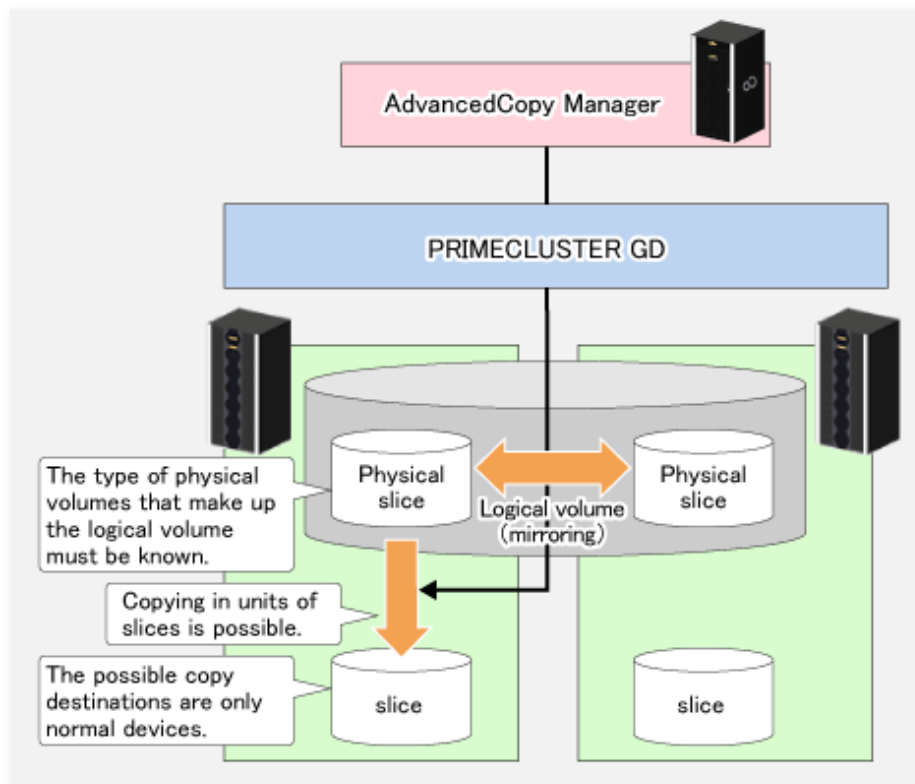 AdvancedCopy Manager
PRIMECLUSTER GD
Physical
slice
Physical
slice
Logical volume
(mirroring)
The type of physical
volumes that make up
the logical volume
must be known.
Copying in units of
slices is possible.
The possible copy
destinations are only
normal devices.
slice
slice